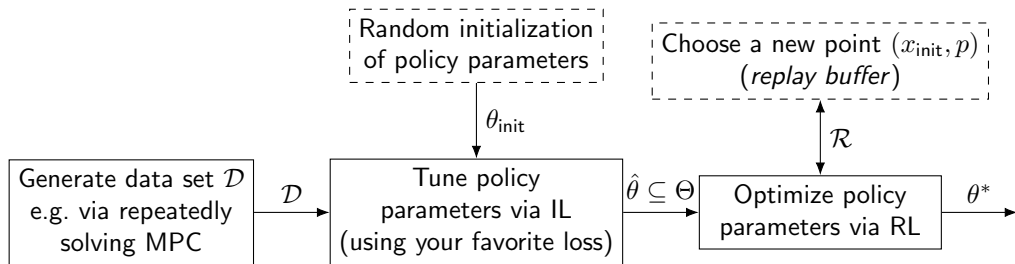 Random initialization
of policy parameters
Choose a new point (x_init, p)
(replay buffer)
θ_init
ℛ
Generate data set 𝒟
e.g. via repeatedly
solving MPC
𝒟
Tune policy
parameters via IL
(using your favorite loss)
θ̂ ⊆ Θ
Optimize policy
parameters via RL
θ*